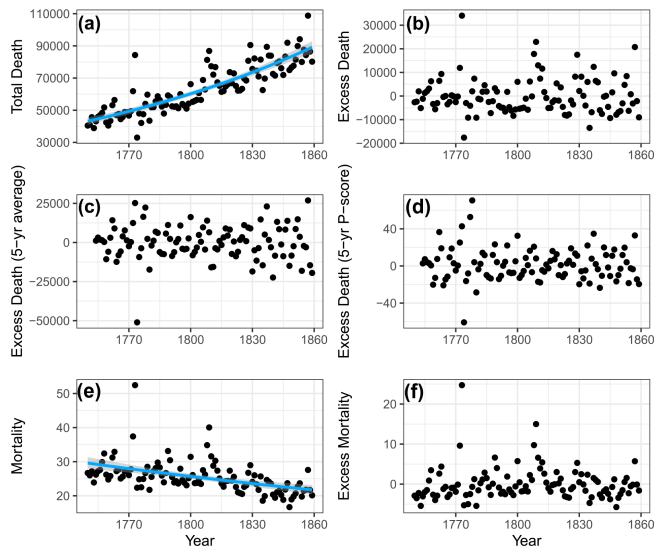 (a)
Total Death
110000
90000
70000
50000
30000
1770 1800 1830 1860
(b)
Excess Death
30000
20000
10000
0
−10000
−20000
1770 1800 1830 1860
(c)
Excess Death (5−yr average)
25000
0
−25000
−50000
1770 1800 1830 1860
(d)
Excess Death (5−yr P−score)
40
0
−40
1770 1800 1830 1860
(e)
Mortality
50
40
30
20
1770 1800 1830 1860
Year
(f)
Excess Mortality
20
10
0
1770 1800 1830 1860
Year